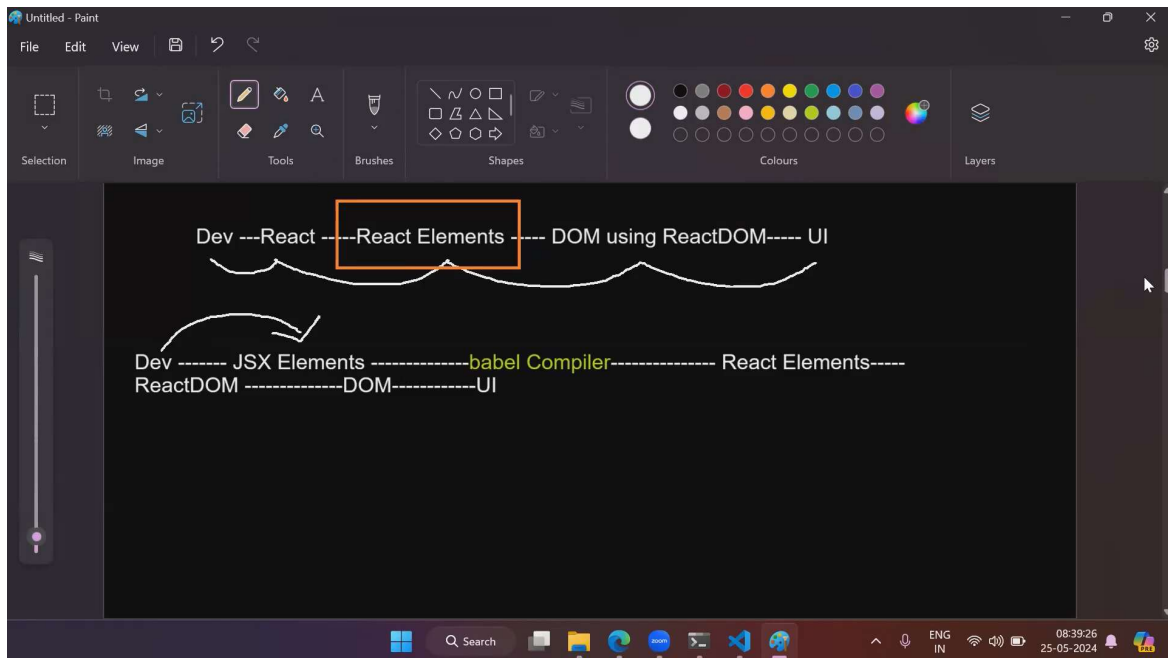 Untitled - Paint
File Edit View
Selection Image Tools Brushes Shapes Colours Layers
Dev ---React -----React Elements ----- DOM using ReactDOM----- UI
Dev ------- JSX Elements --------------babel Compiler--------------- React Elements-----
ReactDOM --------------DOM------------UI
Search zoom ENG 08:39:26
IN 25-05-2024 PRE